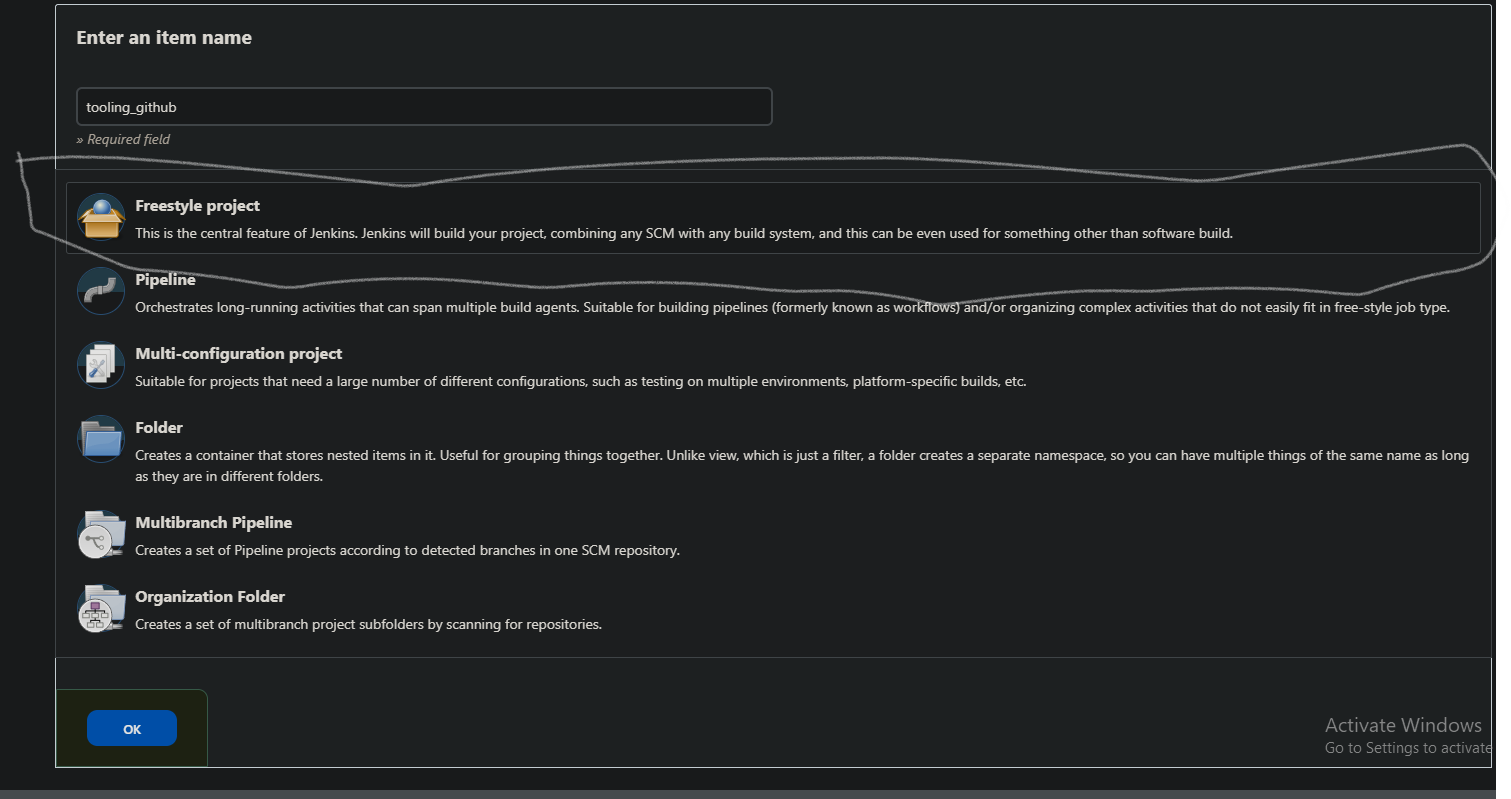 Enter an item name
tooling_github
» Required field
Freestyle project
This is the central feature of Jenkins. Jenkins will build your project, combining any SCM with any build system, and this can be even used for something other than software build.
Pipeline
Orchestrates long-running activities that can span multiple build agents. Suitable for building pipelines (formerly known as workflows) and/or organizing complex activities that do not easily fit in free-style job type.
Multi-configuration project
Suitable for projects that need a large number of different configurations, such as testing on multiple environments, platform-specific builds, etc.
Folder
Creates a container that stores nested items in it. Useful for grouping things together. Unlike view, which is just a filter, a folder creates a separate namespace, so you can have multiple things of the same name as long
as they are in different folders.
Multibranch Pipeline
Creates a set of Pipeline projects according to detected branches in one SCM repository.
Organization Folder
Creates a set of multibranch project subfolders by scanning for repositories.
OK
Activate Windows
Go to Settings to activate